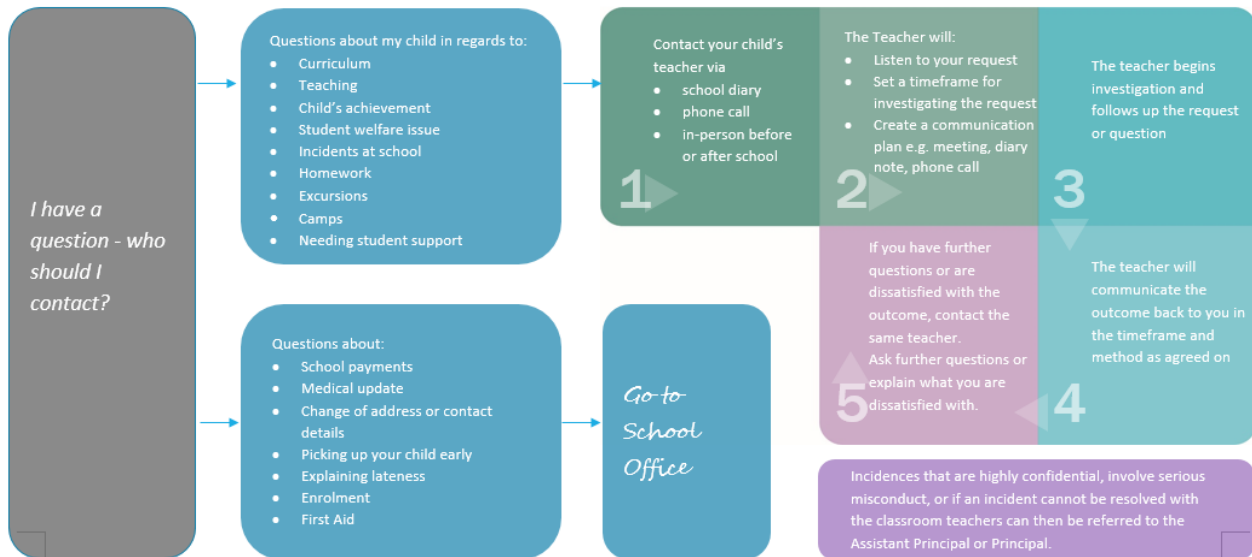 I have a
question - who
should I
contact?
Questions about my child in regards to:
● Curriculum
● Teaching
● Child's achievement
● Student welfare issue
● Incidents at school
● Homework
● Excursions
● Camps
● Needing student support
Questions about:
● School payments
● Medical update
● Change of address or contact
details
● Picking up your child early
● Explaining lateness
● Enrolment
● First Aid
Go to
School
Office
Contact your child's
teacher via
● school diary
● phone call
● in-person before
or after school
1
The Teacher will:
● Listen to your request
● Set a timeframe for
investigating the request
● Create a communication
plan e.g. meeting, diary
note, phone call
2
The teacher begins
investigation and
follows up the request
or question
3
The teacher will
communicate the
outcome back to you in
the timeframe and
method as agreed on
4
If you have further
questions or are
dissatisfied with the
outcome, contact the
same teacher.
Ask further questions or
explain what you are
dissatisfied with.
5
Incidences that are highly confidential, involve serious
misconduct, or if an incident cannot be resolved with
the classroom teachers can then be referred to the
Assistant Principal or Principal.